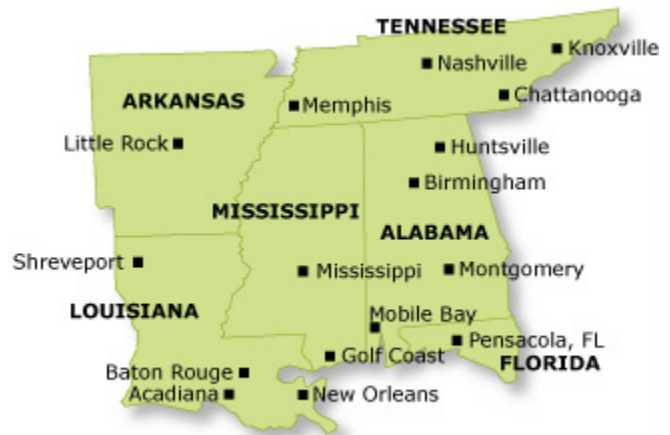 TENNESSEE
Knoxville
Nashville
Chattanooga
ARKANSAS
Memphis
Little Rock
Huntsville
Birmingham
MISSISSIPPI
ALABAMA
Shreveport
Mississippi
Montgomery
LOUISIANA
Mobile Bay
Pensacola, FL
Golf Coast
FLORIDA
Baton Rouge
Acadiana
New Orleans